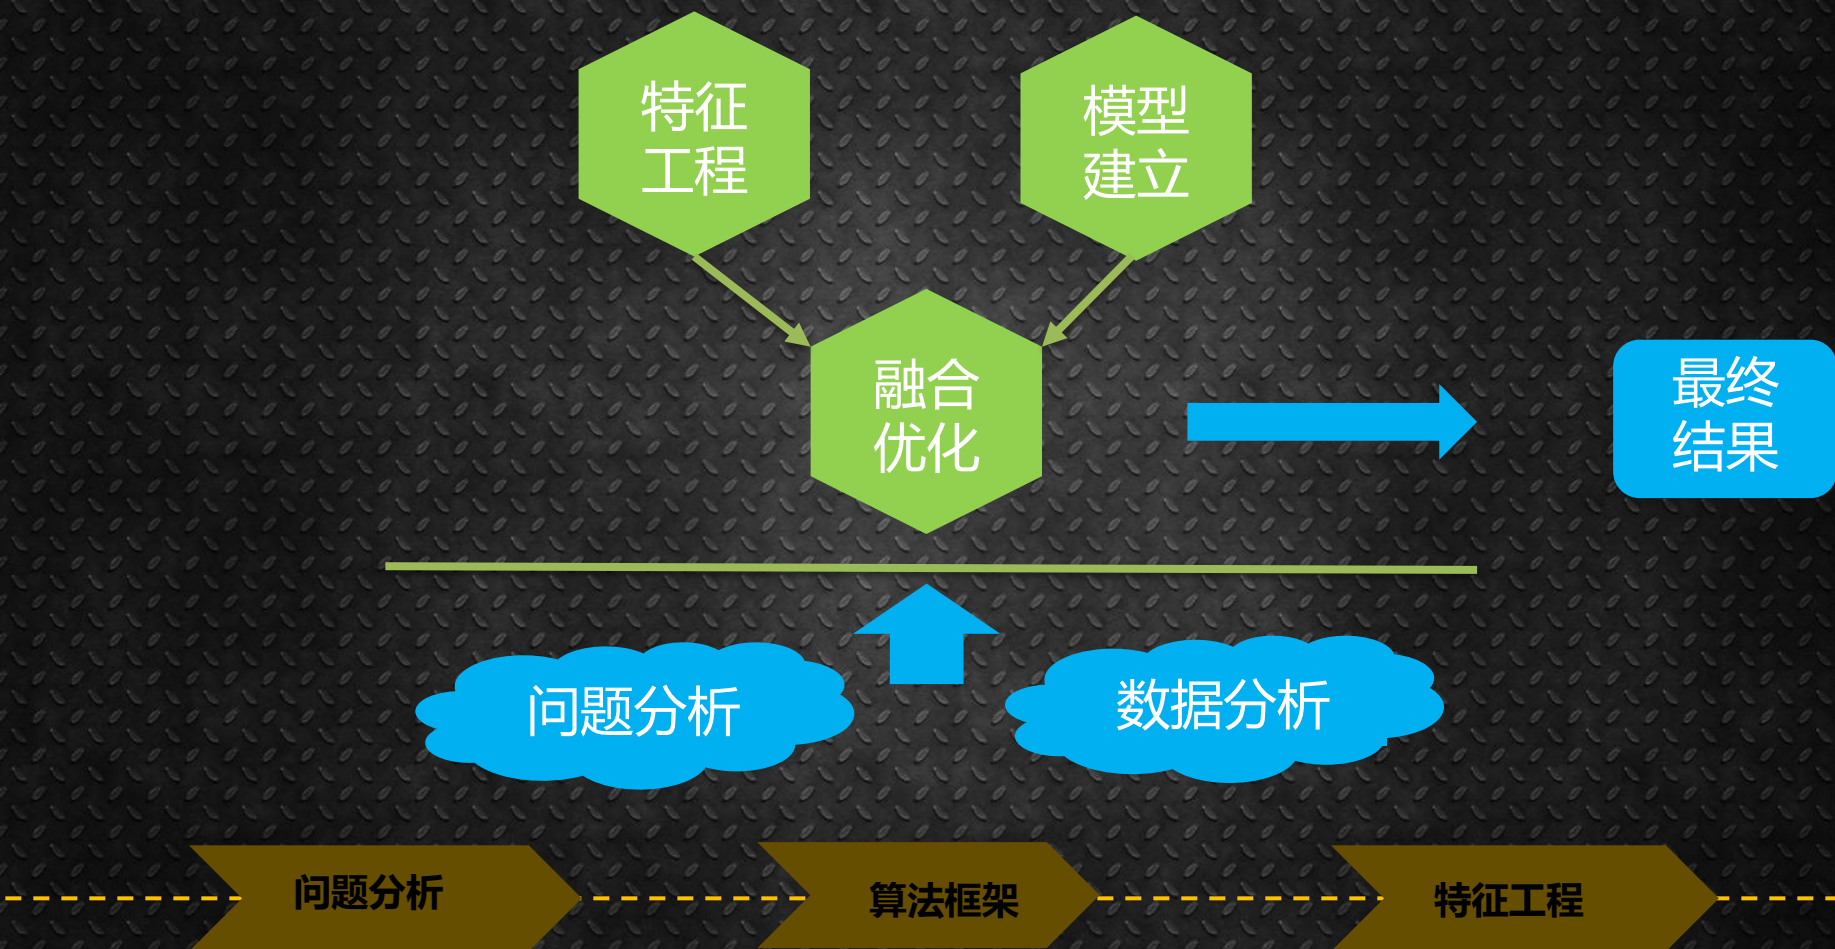 特征
工程
模型
建立
融合
优化
最终
结果
问题分析
数据分析
问题分析
算法框架
特征工程